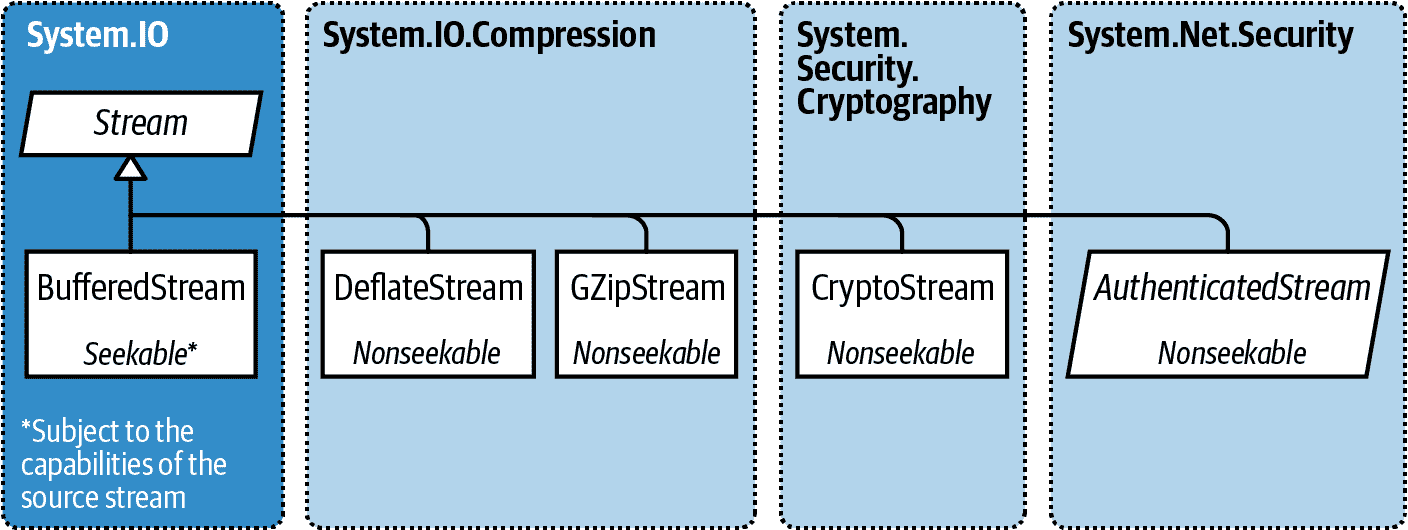 System.IO
Stream
BufferedStream
Seekable*
*Subject to the
capabilities of the
source stream
System.IO.Compression
DeflateStream
Nonseekable
GZipStream
Nonseekable
System.
Security.
Cryptography
CryptoStream
Nonseekable
System.Net.Security
AuthenticatedStream
Nonseekable